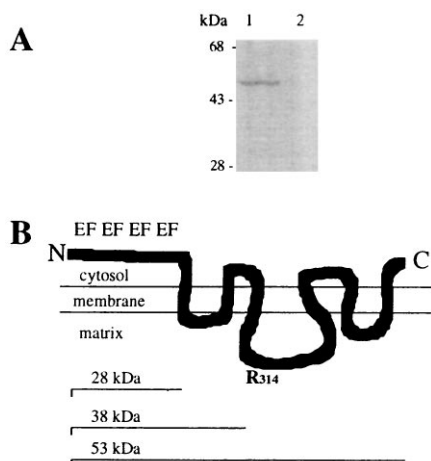 A
kDa 1 2
68 -
43 -
28 -
B
EF EF EF EF
N
C
cytosol
membrane
matrix
R314
28 kDa
38 kDa
53 kDa